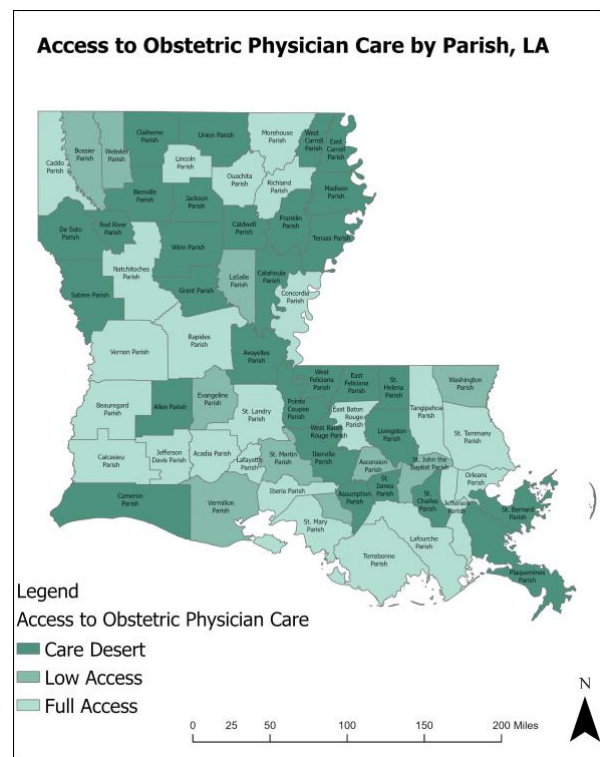 Access to Obstetric Physician Care by Parish, LA
Claiborne
Parish
Union Parish
Morehouse
Parish
West
Carroll
Parish
East
Carroll
Parish
Bossier
Parish
Webster
Parish
Caddo
Parish
Lincoln
Parish
Ouachita
Parish
Richland
Parish
Madison
Parish
Bienville
Parish
Jackson
Parish
Franklin
Parish
Caldwell
Parish
Tensas Parish
De Soto
Parish
Red River
Parish
Winn Parish
Natchitoches
Parish
LaSalle
Parish
Catahoula
Parish
Grant Parish
Concordia
Parish
Sabine Parish
Rapides
Parish
Vernon Parish
Avoyelles
Parish
West
Feliciana
Parish
East
Feliciana
Parish
St.
Helena
Parish
Washington
Parish
Beauregard
Parish
Allen Parish
Evangeline
Parish
St. Landry
Parish
Pointe
Coupee
Parish
East Baton
Rouge
Parish
Tangipahoa
Parish
St. Tammany
Parish
West Baton
Rouge Parish
Livingston
Parish
Calcasieu
Parish
Jefferson
Davis Parish
Acadia Parish
Lafayette
Parish
St. Martin
Parish
Iberville
Parish
Ascension
Parish
St. John the
Baptist Parish
Orleans
Parish
St.
James
Parish
Cameron
Parish
Vermilion
Parish
Iberia Parish
Assumption
Parish
St.
Charles
Parish
Jefferson
Parish
St. Bernard
Parish
St. Mary
Parish
Lafourche
Parish
Terrebonne
Parish
Plaquemines
Parish
Legend
Access to Obstetric Physician Care
Care Desert
Low Access
Full Access
N
0 25 50 100 150 200 Miles